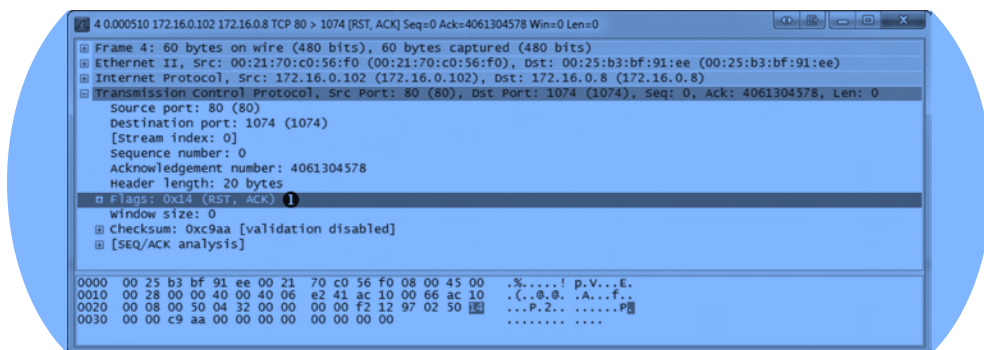 4 0.000510 172.16.0.102 172.16.0.8 TCP 80 > 1074 [RST, ACK] Seq=0 Ack=4061304578 Win=0 Len=0
Frame 4: 60 bytes on wire (480 bits), 60 bytes captured (480 bits)
Ethernet II, Src: 00:21:70:c0:56:f0 (00:21:70:c0:56:f0), Dst: 00:25:b3:bf:91:ee (00:25:b3:bf:91:ee)
Internet Protocol, Src: 172.16.0.102 (172.16.0.102), Dst: 172.16.0.8 (172.16.0.8)
Transmission Control Protocol, Src Port: 80 (80), Dst Port: 1074 (1074), Seq: 0, Ack: 4061304578, Len: 0
Source port: 80 (80)
Destination port: 1074 (1074)
[Stream index: 0]
Sequence number: 0
Acknowledgement number: 4061304578
Header length: 20 bytes
Flags: 0x14 (RST, ACK) 1
Window size: 0
Checksum: 0xc9aa [validation disabled]
[SEQ/ACK analysis]
0000 00 25 b3 bf 91 ee 00 21 70 c0 56 f0 08 00 45 00 .%.....! p.V...E.
0010 00 28 00 00 40 00 40 06 e2 41 ac 10 00 66 ac 10 .(..@.@. .A...f..
0020 00 08 00 50 04 32 00 00 00 00 f2 12 97 02 50 14 ...P.2.. ......P.
0030 00 00 c9 aa 00 00 00 00 00 00 00 00 ........ ....